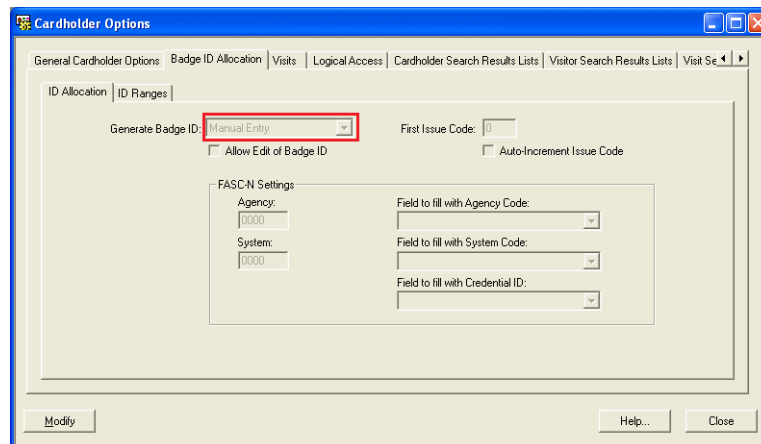 Cardholder Options
General Cardholder Options Badge ID Allocation Visits Logical Access Cardholder Search Results Lists Visitor Search Results Lists Visit Se
ID Allocation ID Ranges
Generate Badge ID: Manual Entry First Issue Code: 0
Allow Edit of Badge ID Auto-Increment Issue Code
FASC-N Settings
Agency: Field to fill with Agency Code:
0000
System: Field to fill with System Code:
0000
Field to fill with Credential ID:
Modify Help... Close